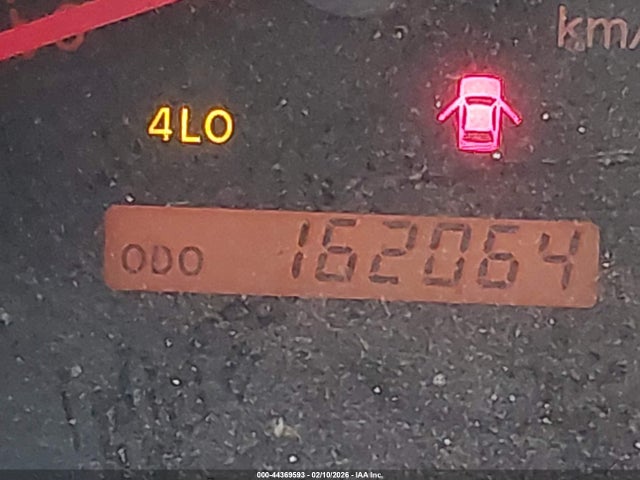 km/
4LO
ODO 162064
000-44369593 - 02/10/2026 - IAA Inc.